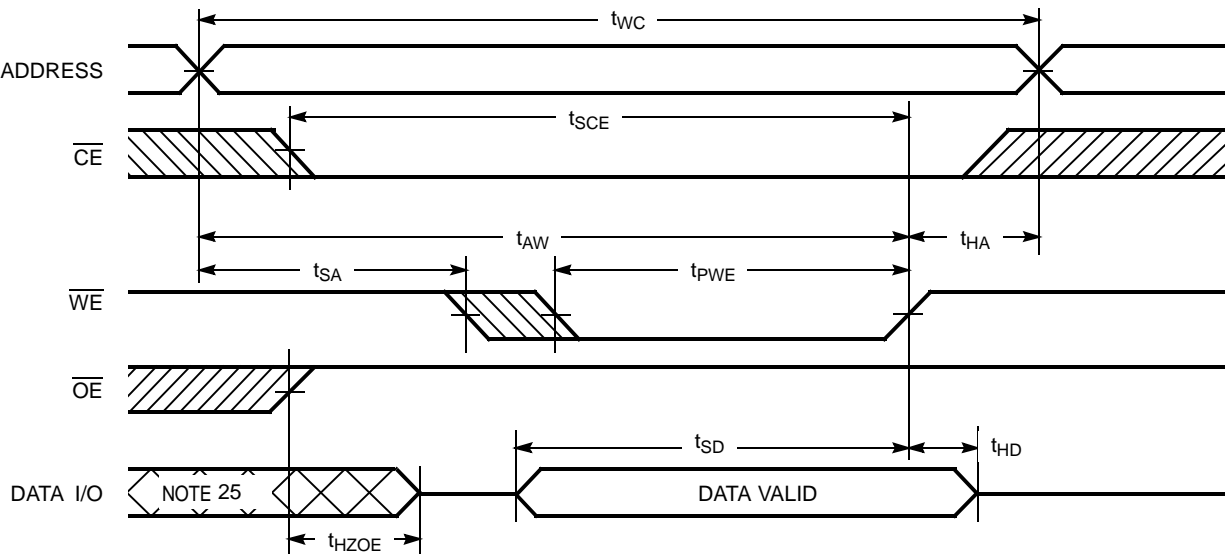 tWC
ADDRESS
tSCE
CE
tAW
tHA
tSA
tPWE
WE
OE
tSD
tHD
DATA I/O
NOTE 25
DATA VALID
tHZOE